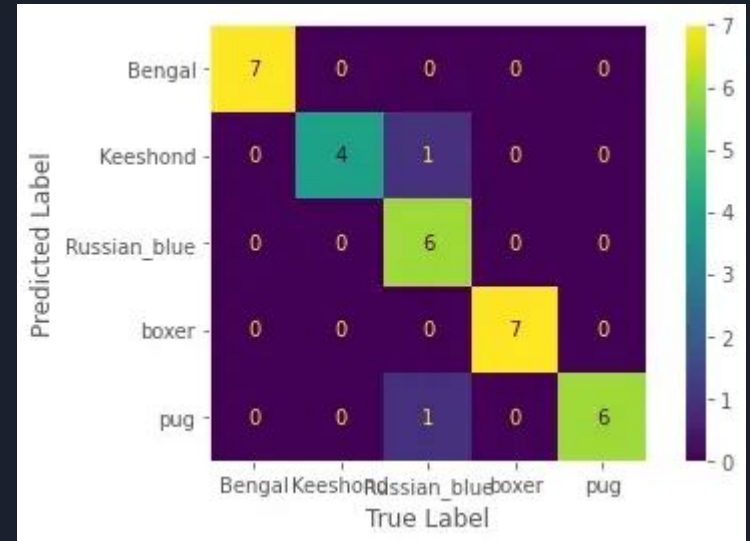 7
Bengal 7 0 0 0 0
6
Keeshond 0 4 1 0 0
5
4
Russian_blue 0 0 6 0 0
3
boxer 0 0 0 7 0
2
1
pug 0 0 1 0 6
0
Bengal Keeshond Russian_blue boxer pug
True Label
Predicted Label